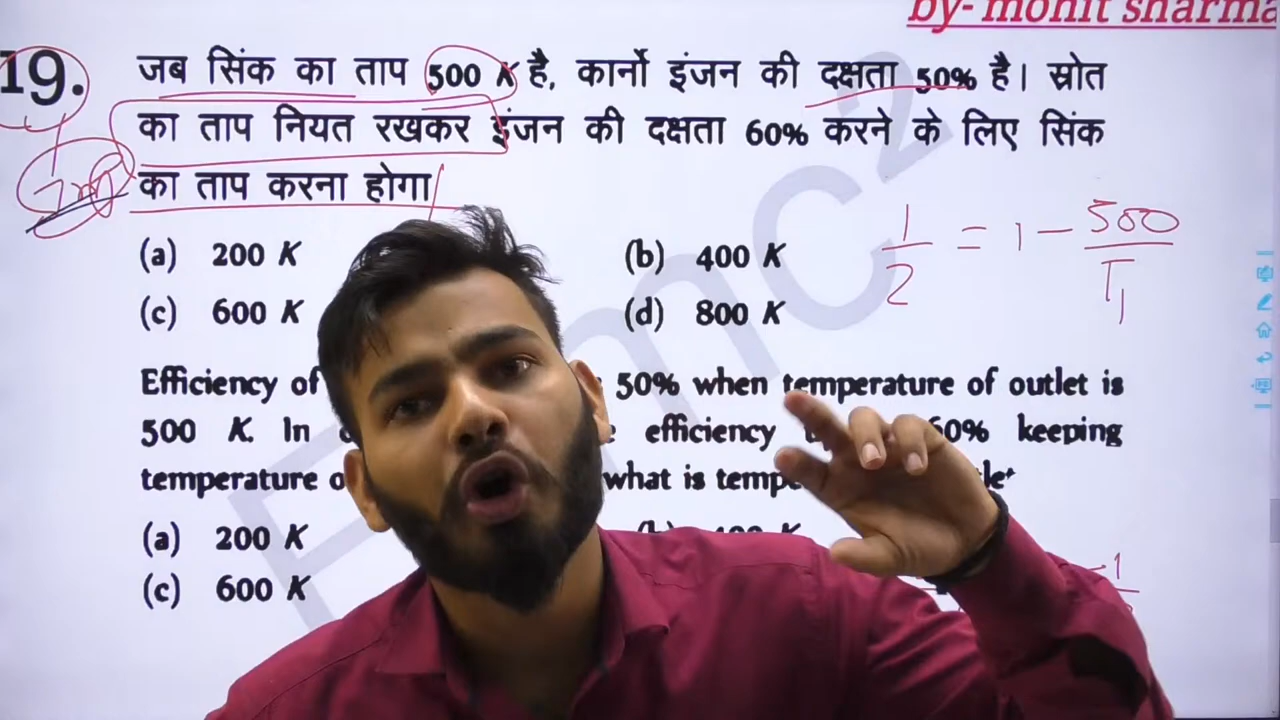 by- mohit sharma
19. जब सिंक का ताप 500 K है, कार्नो इंजन की दक्षता 50% है। स्रोत
का ताप नियत रखकर इंजन की दक्षता 60% करने के लिए सिंक
का ताप करना होगा
(a) 200 K (b) 400 K
(c) 600 K (d) 800 K
1/2 = 1 - 500/T1
Efficiency of 50% when temperature of outlet is
500 K. In efficiency 60% keeping
temperature what is
(a) 200 K
(c) 600 K